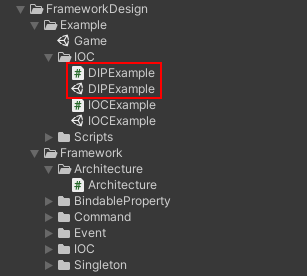 FrameworkDesign
Example
Game
IOC
DIPExample
DIPExample
IOCExample
IOCExample
Scripts
Framework
Architecture
Architecture
BindableProperty
Command
Event
IOC
Singleton